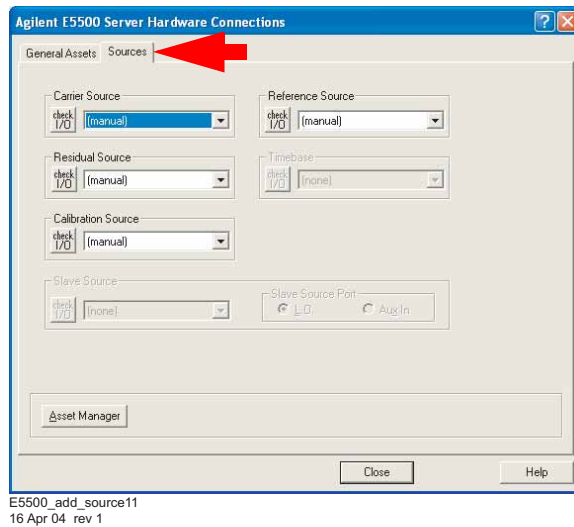 Agilent E5500 Server Hardware Connections
General Assets Sources
Carrier Source
check I/O (manual)
Reference Source
check I/O (manual)
Residual Source
check I/O (manual)
Timebase
check I/O (none)
Calibration Source
check I/O (manual)
Slave Source
check I/O (none)
Slave Source Port
L.O. Aux In
Asset Manager
Close Help
E5500_add_source11
16 Apr 04 rev 1